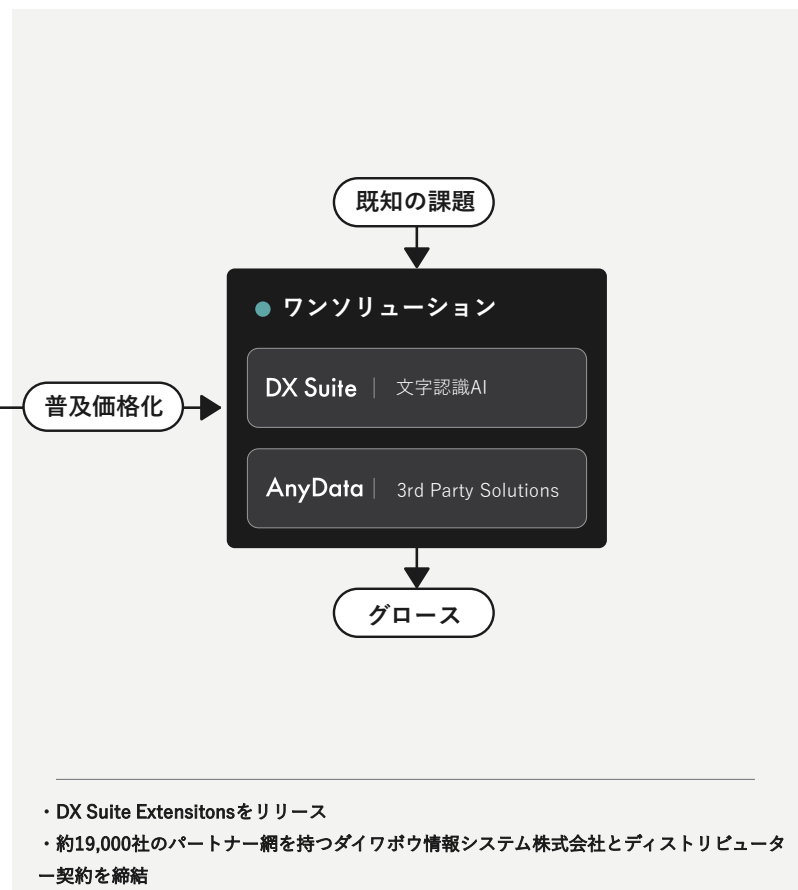 既知の課題
ワンソリューション
DX Suite | 文字認識AI
普及価格化
AnyData | 3rd Party Solutions
グロース
・DX Suite Extensitonsをリリース
・約19,000社のパートナー網を持つダイワボウ情報システム株式会社とディストリビュータ
ー契約を締結